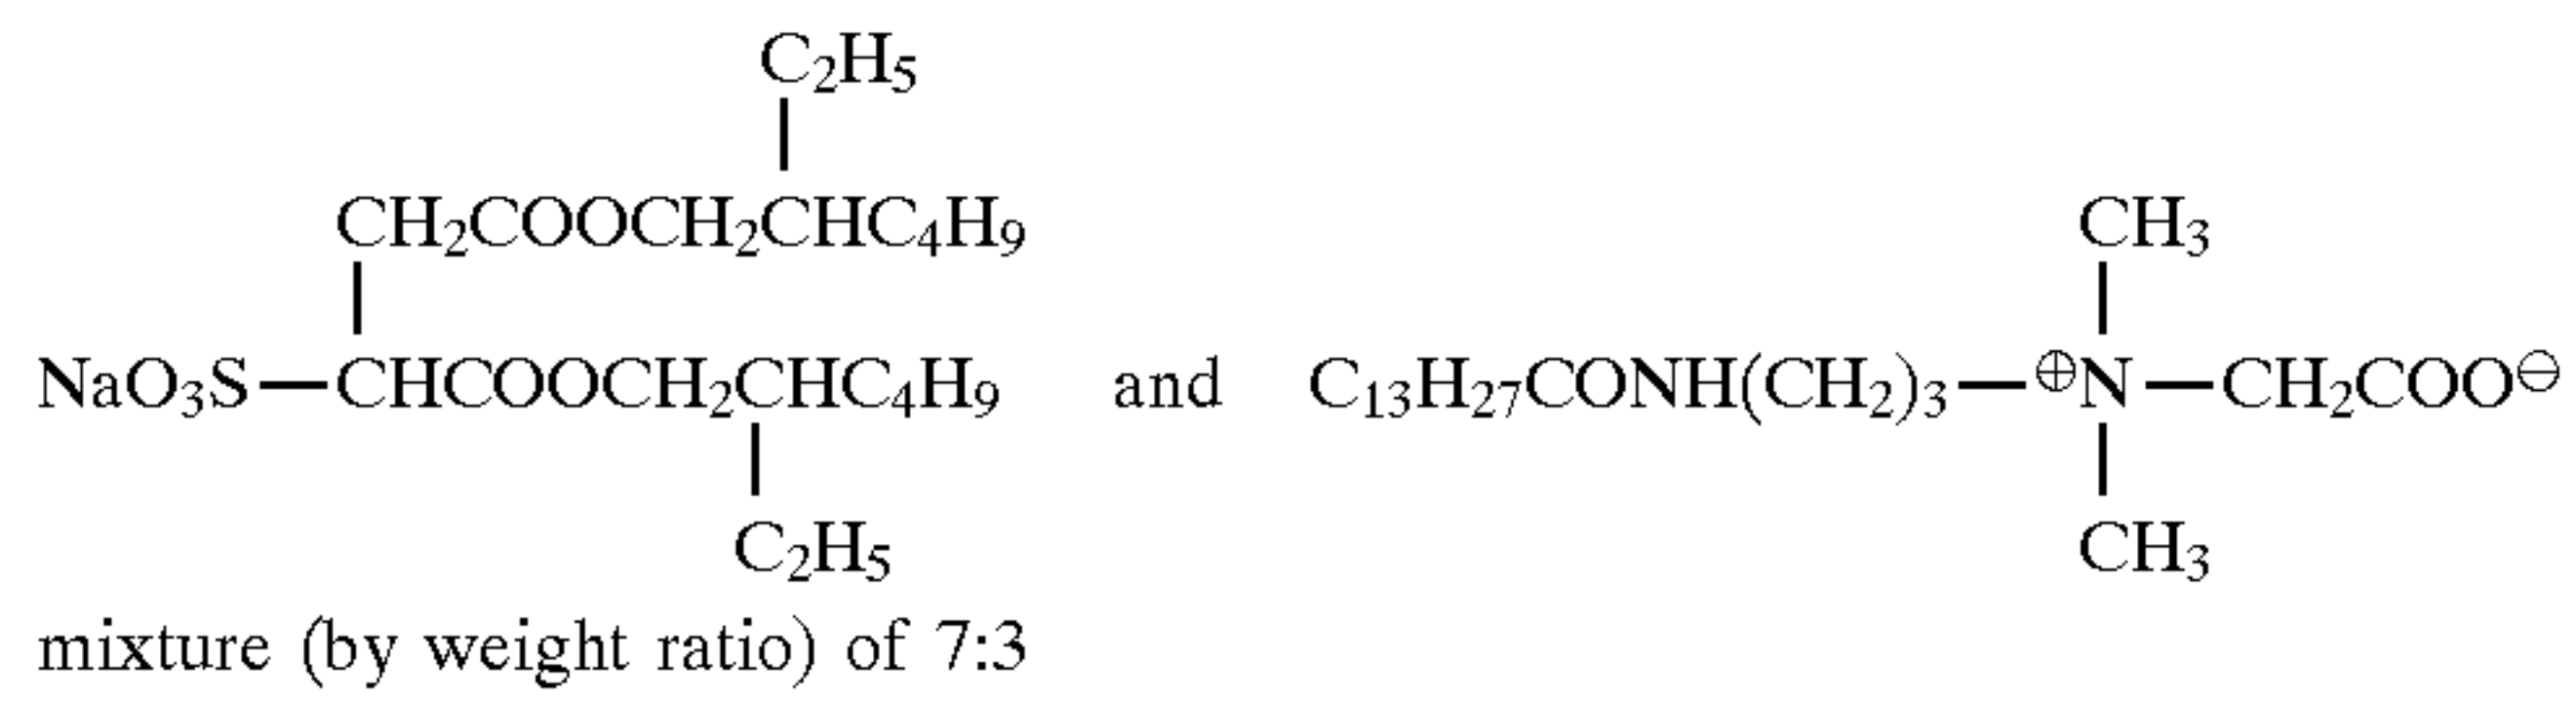 C₂H₅
CH₂COOCH₂CHC₄H₉
CH₃
NaO₃S—CHCOOCH₂CHC₄H₉ and C₁₃H₂₇CONH(CH₂)₃—⊕N—CH₂COO⊖
C₂H₅
CH₃
mixture (by weight ratio) of 7:3